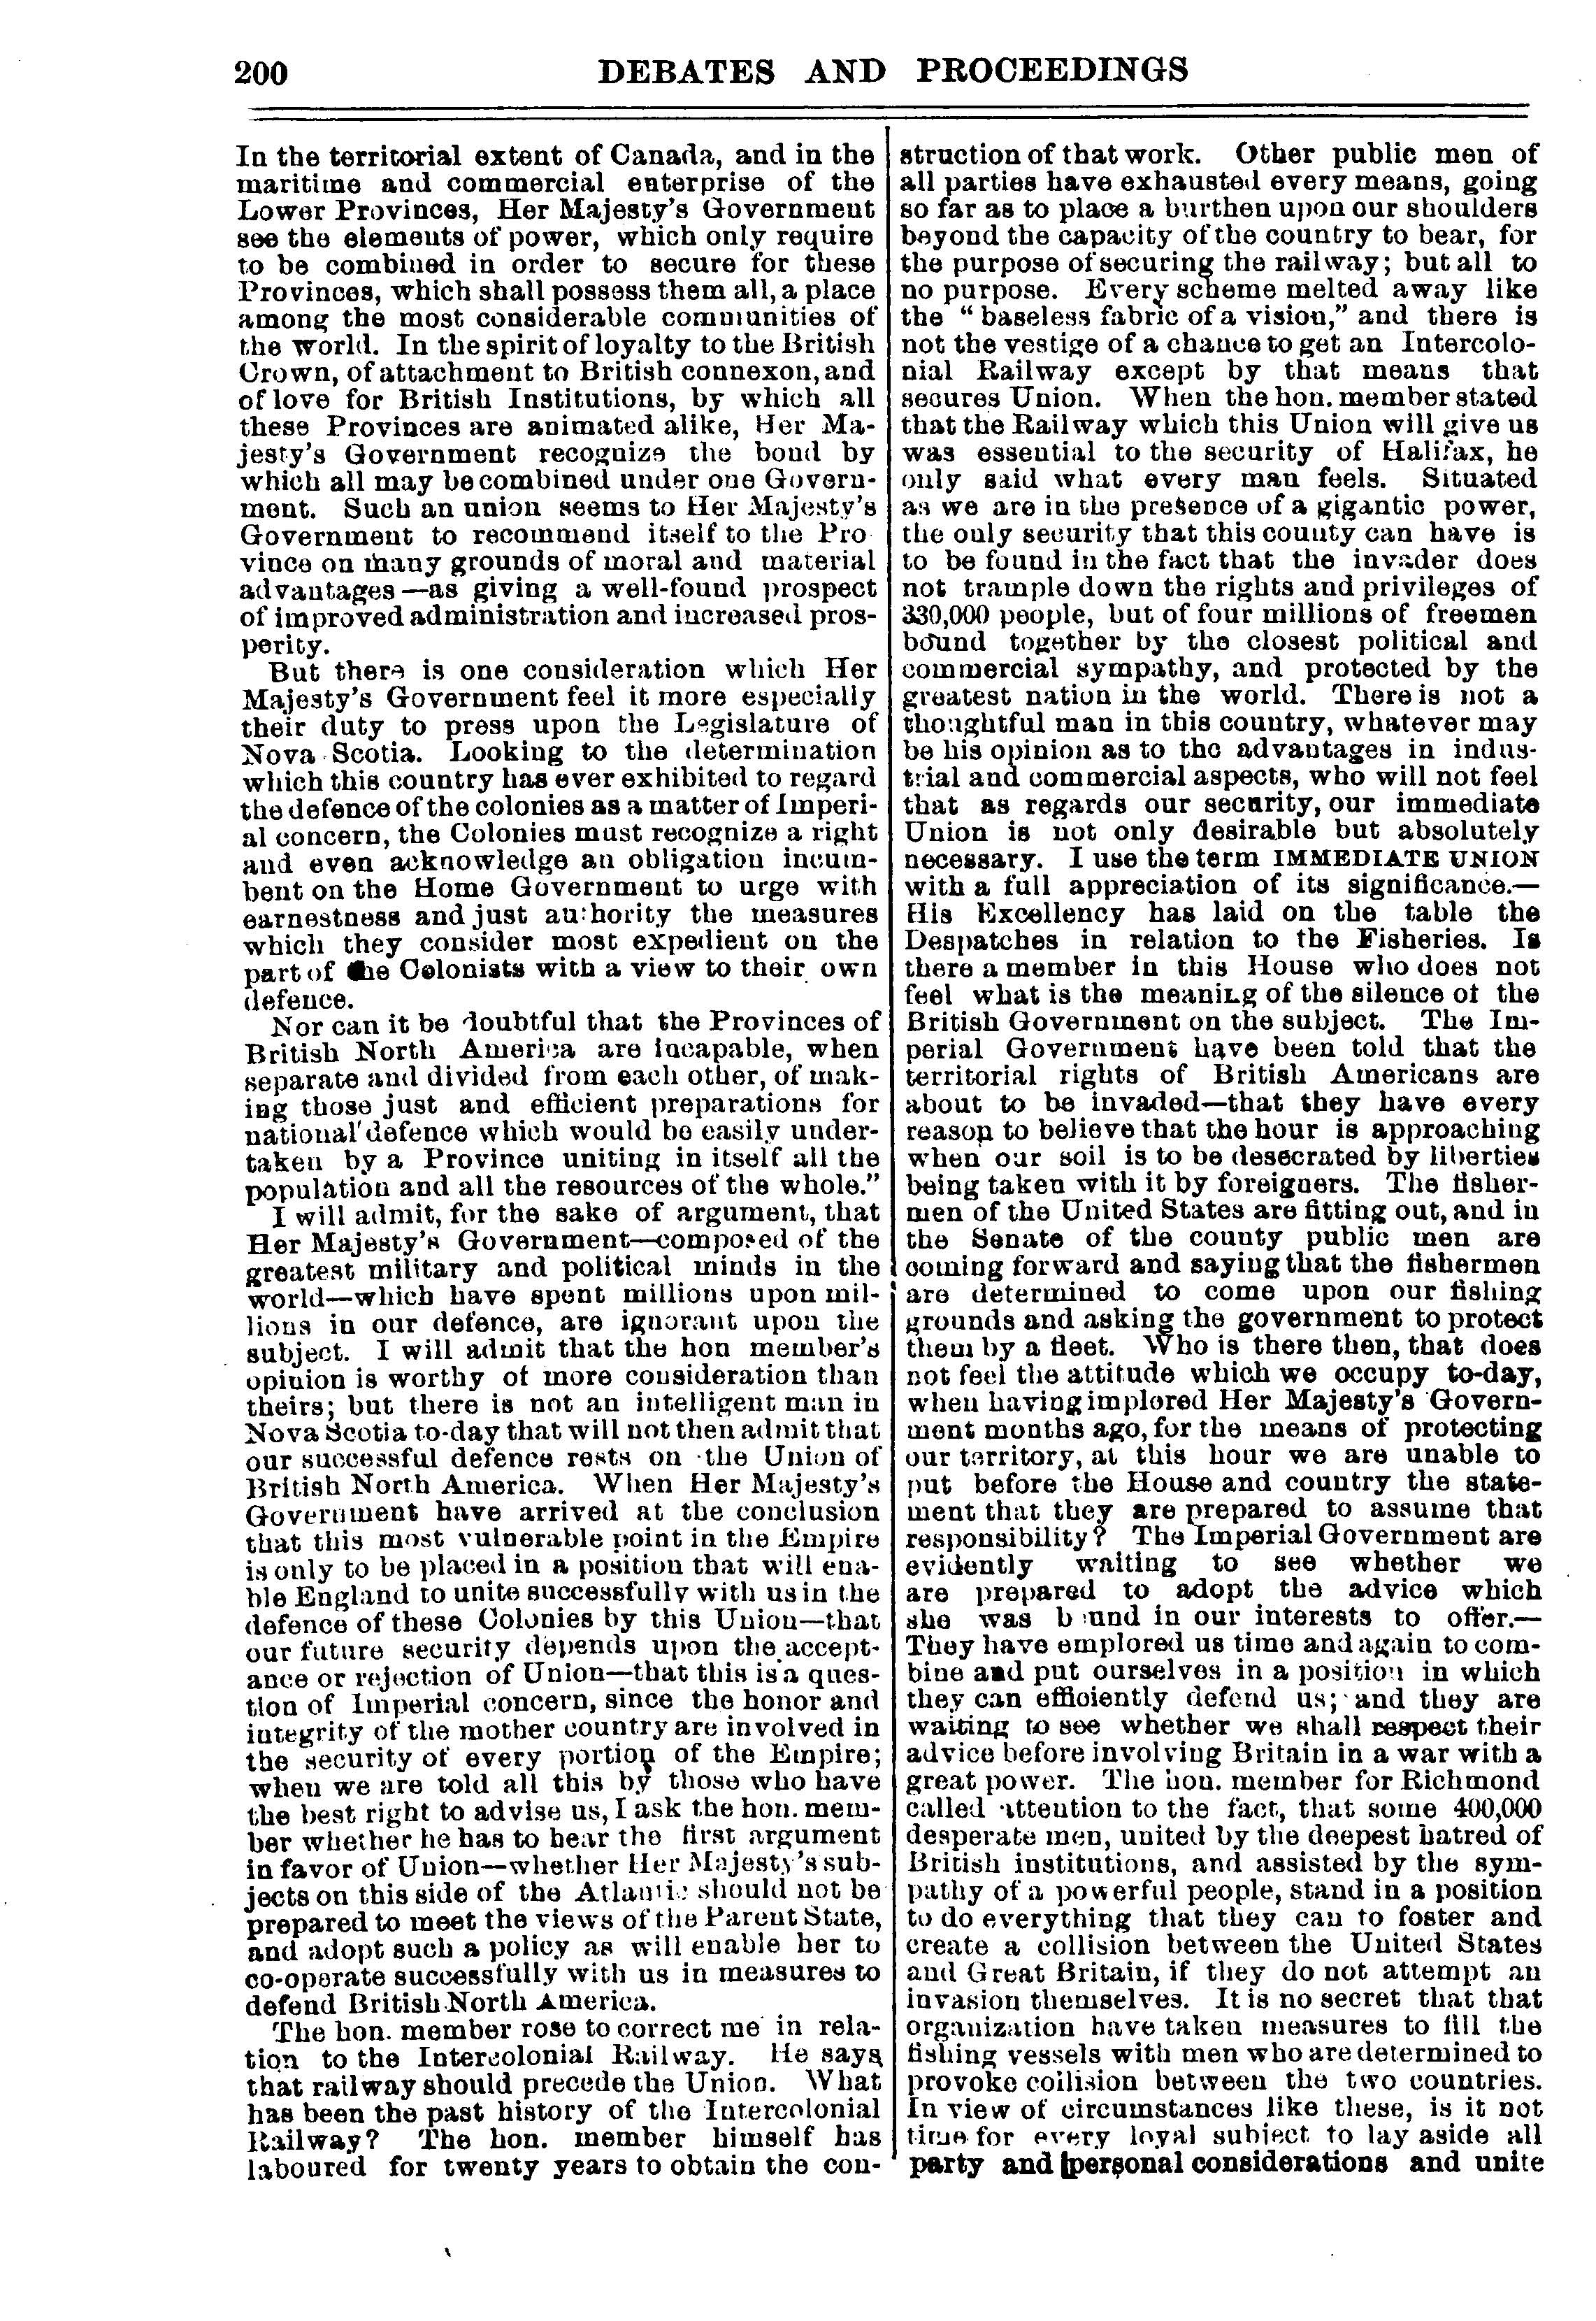 200
DEBATES AND PROCEEDINGS
In the territorial extent of Canada, and in the
maritime and commercial enterprise of the
Lower Provinces, Her Majesty's Government
see the elements of power, which only require
to be combined in order to secure for these
Provinces, which shall possess them all, a place
among the most considerable communities of
the world. In the spirit of loyalty to the British
Crown, of attachment to British connexon, and
of love for British Institutions, by which all
these Provinces are animated alike, Her Ma-
jesty's Government recognize the bond by
which all may be combined under one Govern-
ment. Such an union seems to Her Majesty's
Government to recommend itself to the Pro
vince on many grounds of moral and material
advantages—as giving a well-found prospect
of improved administration and increased pros-
perity.
But there is one consideration which Her
Majesty's Government feel it more especially
their duty to press upon the Legislature of
Nova Scotia. Looking to the determination
which this country has ever exhibited to regard
the defence of the colonies as a matter of Imperi-
al concern, the Colonies must recognize a right
and even acknowledge an obligation incum-
bent on the Home Government to urge with
earnestness and just authority the measures
which they consider most expedient on the
part of the Colonists with a view to their own
defence.
Nor can it be doubtful that the Provinces of
British North America are incapable, when
separate and divided from each other, of mak-
ing those just and efficient preparations for
national defence which would be easily under-
taken by a Province uniting in itself all the
population and all the resources of the whole."
I will admit, for the sake of argument, that
Her Majesty's Government—composed of the
greatest military and political minds in the
world—which have spent millions upon mil-
lions in our defence, are ignorant upon the
subject. I will admit that the hon member's
opinion is worthy of more consideration than
theirs; but there is not an intelligent man in
Nova Scotia to-day that will not then admit that
our successful defence rests on the Union of
British North America. When Her Majesty's
Government have arrived at the conclusion
that this most vulnerable point in the Empire
is only to be placed in a position that will ena-
ble England to unite successfully with us in the
defence of these Colonies by this Union—that
our future security depends upon the accept-
ance or rejection of Union—that this is a ques-
tion of Imperial concern, since the honor and
integrity of the mother country are involved in
the security of every portion of the Empire;
when we are told all this by those who have
the best right to advise us, I ask the hon. mem-
ber whether he has to hear the first argument
in favor of Union—whether Her Majesty's sub-
jects on this side of the Atlantic should not be
prepared to meet the views of the Parent State,
and adopt such a policy as will enable her to
co-operate successfully with us in measures to
defend British North America.
The hon. member rose to correct me in rela-
tion to the Intercolonial Railway. He says
that railway should precede the Union. What
has been the past history of the Intercolonial
Railway? The hon. member himself has
laboured for twenty years to obtain the con-
struction of that work. Other public men of
all parties have exhausted every means, going
so far as to place a burthen upon our shoulders
beyond the capacity of the country to bear, for
the purpose of securing the railway; but all to
no purpose. Every scheme melted away like
the "baseless fabric of a vision," and there is
not the vestige of a chance to get an Intercolo-
nial Railway except by that means that
secures Union. When the hon. member stated
that the Railway which this Union will give us
was essential to the security of Halifax, he
only said what every man feels. Situated
as we are in the presence of a gigantic power,
the only security that this county can have is
to be found in the fact that the invader does
not trample down the rights and privileges of
330,000 people, but of four millions of freemen
bound together by the closest political and
commercial sympathy, and protected by the
greatest nation in the world. There is not a
thoughtful man in this country, whatever may
be his opinion as to the advantages in indus-
trial and commercial aspects, who will not feel
that as regards our security, our immediate
Union is not only desirable but absolutely
necessary. I use the term IMMEDIATE UNION
with a full appreciation of its significance.—
His Excellency has laid on the table the
Despatches in relation to the Fisheries. Is
there a member in this House who does not
feel what is the meaning of the silence of the
British Government on the subject. The Im-
perial Government have been told that the
territorial rights of British Americans are
about to be invaded—that they have every
reason to believe that the hour is approaching
when our soil is to be desecrated by liberties
being taken with it by foreigners. The fisher-
men of the United States are fitting out, and in
the Senate of the county public men are
coming forward and saying that the fishermen
are determined to come upon our fishing
grounds and asking the government to protect
them by a fleet. Who is there then, that does
not feel the attitude which we occupy to-day,
when having implored Her Majesty's Govern-
ment months ago, for the means of protecting
our territory, at this hour we are unable to
put before the House and country the state-
ment that they are prepared to assume that
responsibility? The Imperial Government are
evidently waiting to see whether we
are prepared to adopt the advice which
she was bound in our interests to offer.—
They have emplored us time and again to com-
bine and put ourselves in a position in which
they can efficiently defend us; and they are
waiting to see whether we shall respect their
advice before involving Britain in a war with a
great power. The hon. member for Richmond
called attention to the fact, that some 400,000
desperate men, united by the deepest hatred of
British institutions, and assisted by the sym-
pathy of a powerful people, stand in a position
to do everything that they can to foster and
create a collision between the United States
and Great Britain, if they do not attempt an
invasion themselves. It is no secret that that
organization have taken measures to fill the
fishing vessels with men who are determined to
provoke collision between the two countries.
In view of circumstances like these, is it not
time for every loyal subject to lay aside all
party and personal considerations and unite